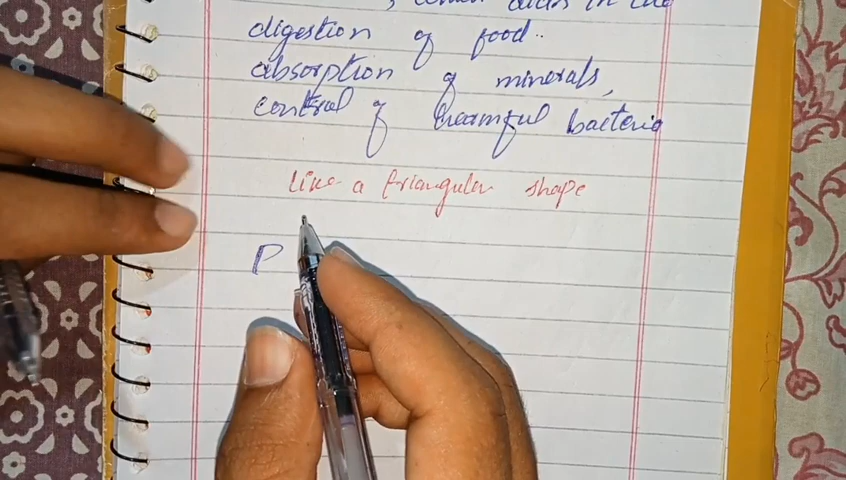 digestion of food..
absorption of minerals,
control of harmful bacteria
like a triangular shape
P